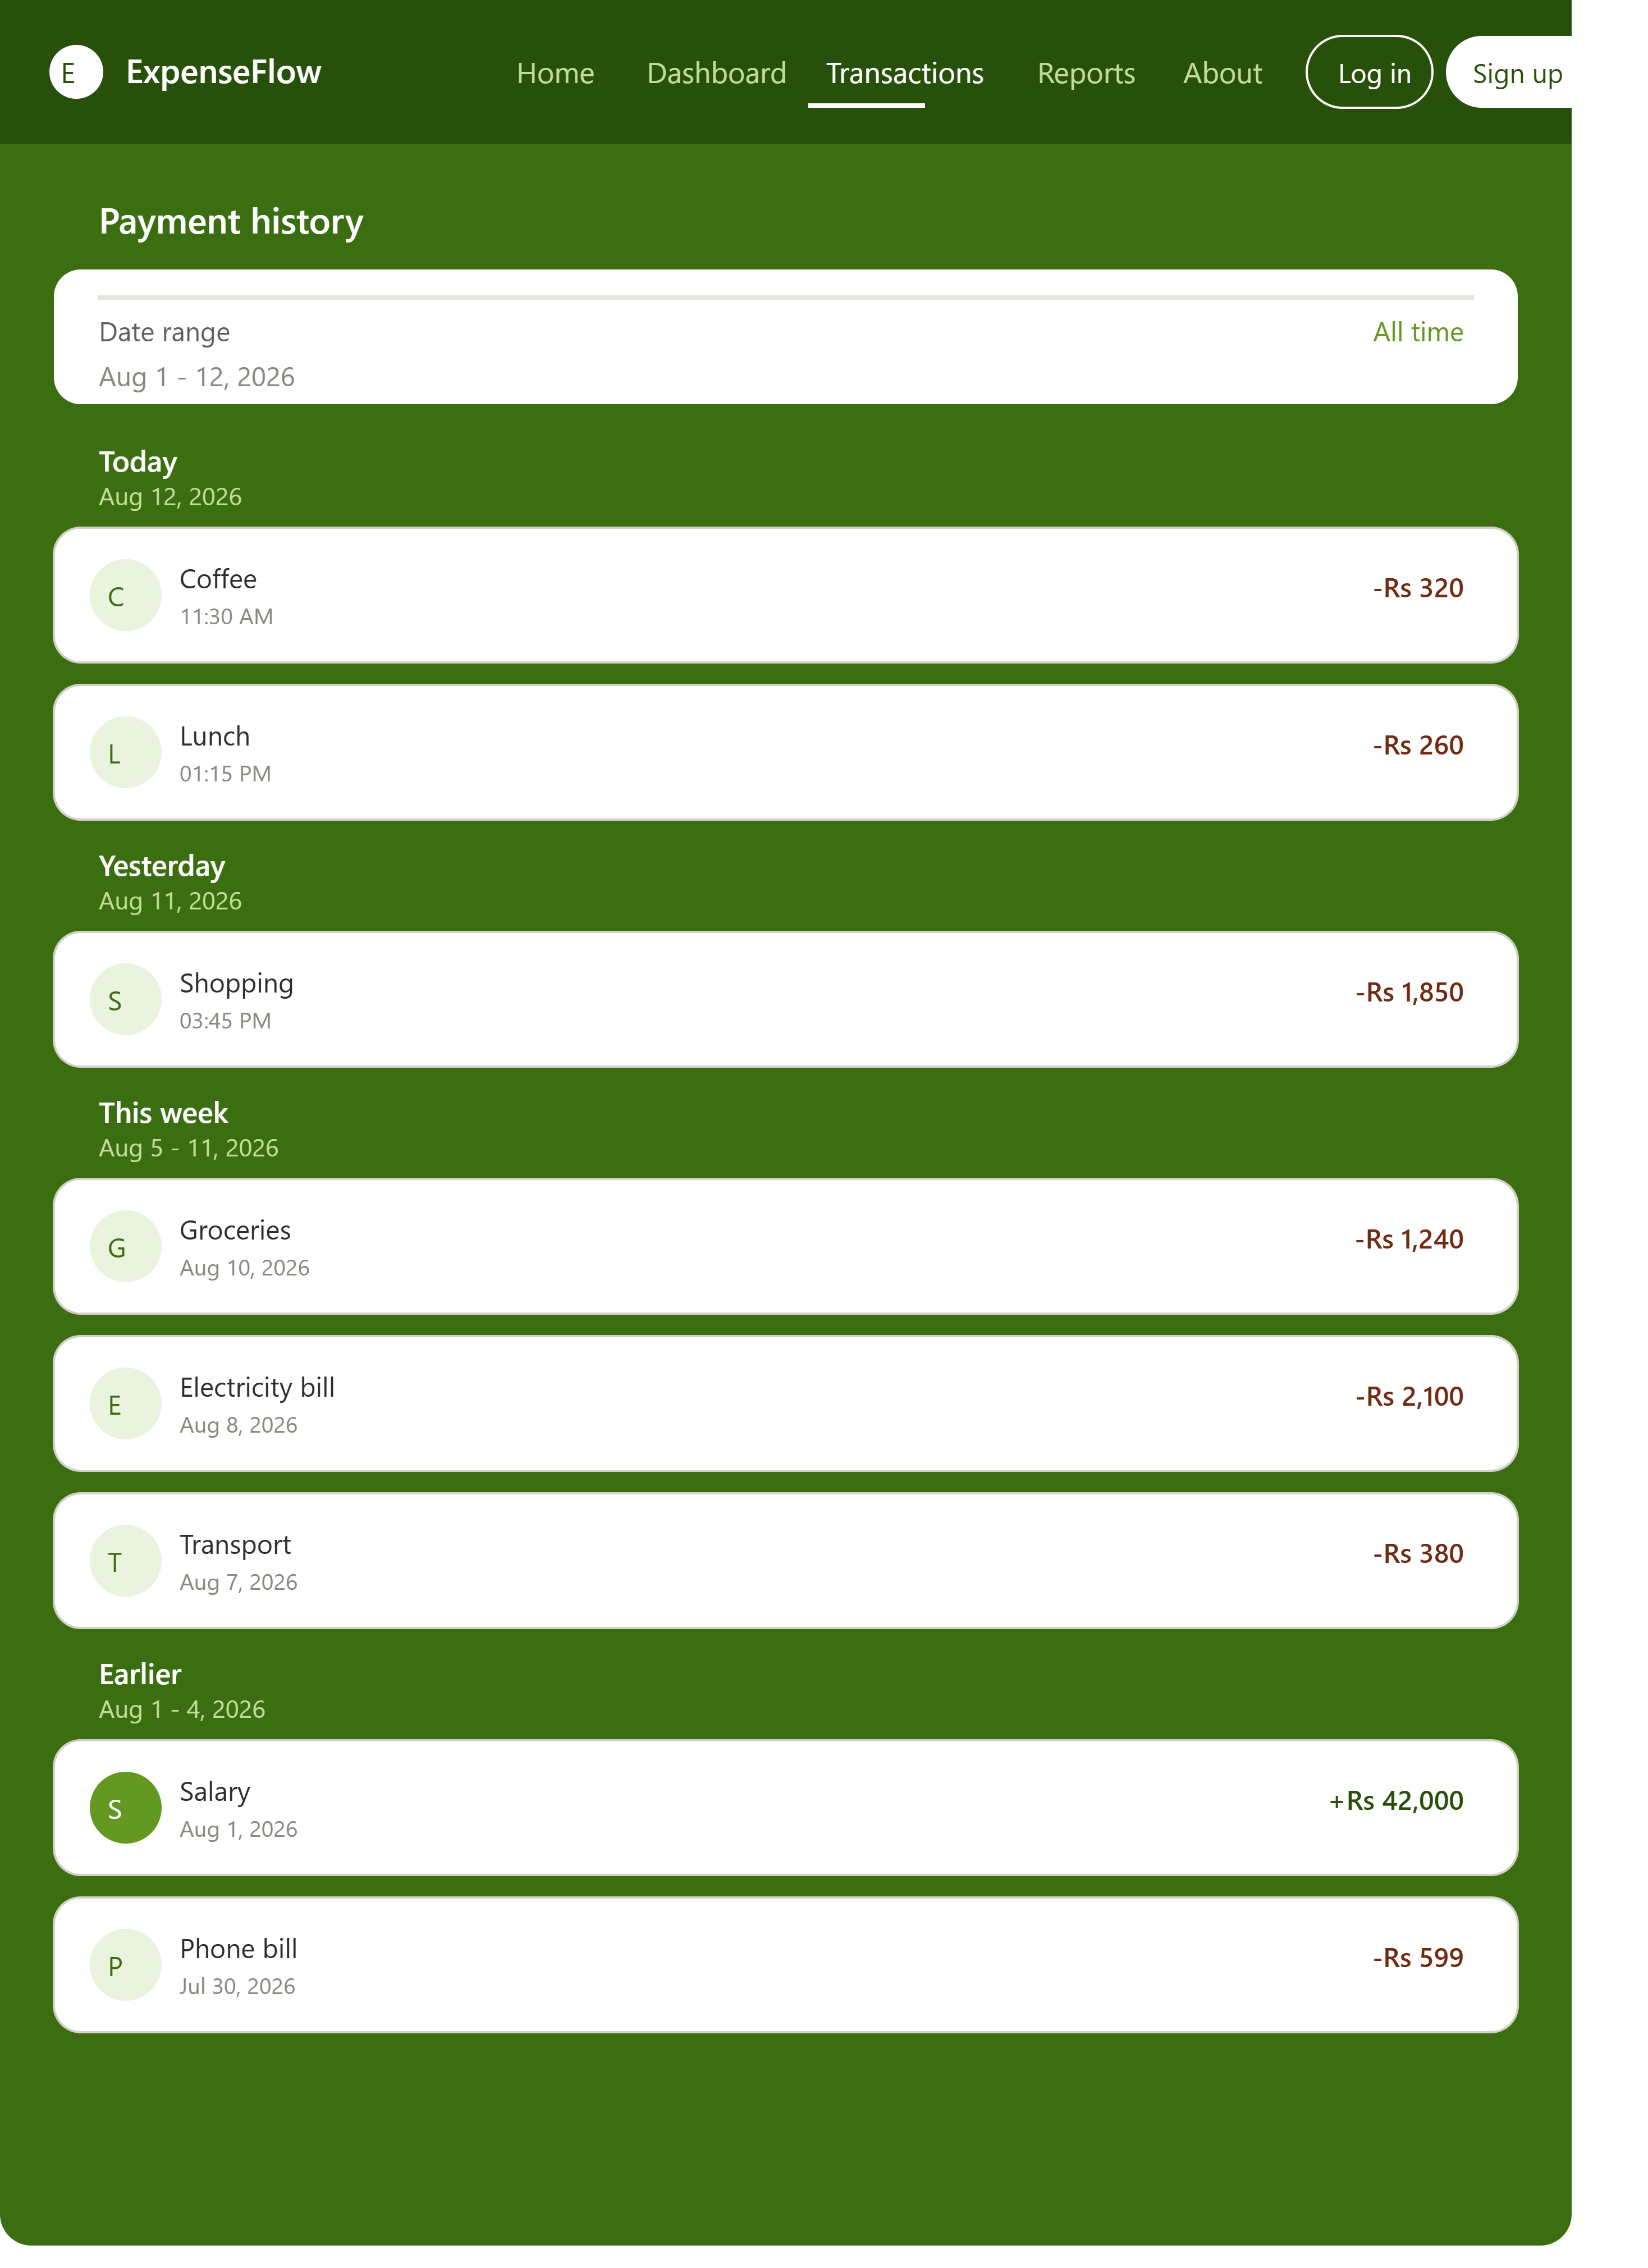 E ExpenseFlow Home Dashboard Transactions Reports About Log in Sign up
Payment history
Date range All time
Aug 1 - 12, 2026
Today
Aug 12, 2026
C Coffee -Rs 320
11:30 AM
L Lunch -Rs 260
01:15 PM
Yesterday
Aug 11, 2026
S Shopping -Rs 1,850
03:45 PM
This week
Aug 5 - 11, 2026
G Groceries -Rs 1,240
Aug 10, 2026
E Electricity bill -Rs 2,100
Aug 8, 2026
T Transport -Rs 380
Aug 7, 2026
Earlier
Aug 1 - 4, 2026
S Salary +Rs 42,000
Aug 1, 2026
P Phone bill -Rs 599
Jul 30, 2026